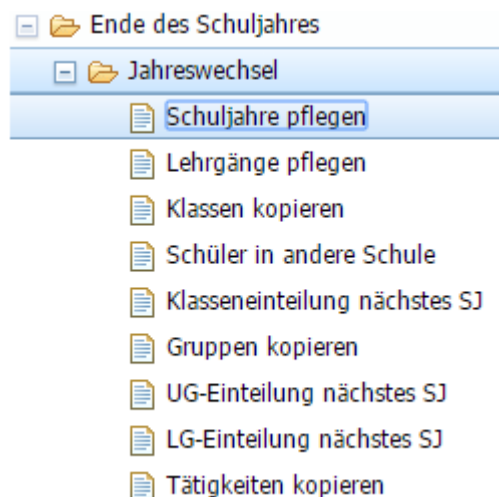 Ende des Schuljahres
Jahreswechsel
Schuljahre pflegen
Lehrgänge pflegen
Klassen kopieren
Schüler in andere Schule
Klasseneinteilung nächstes SJ
Gruppen kopieren
UG-Einteilung nächstes SJ
LG-Einteilung nächstes SJ
Tätigkeiten kopieren